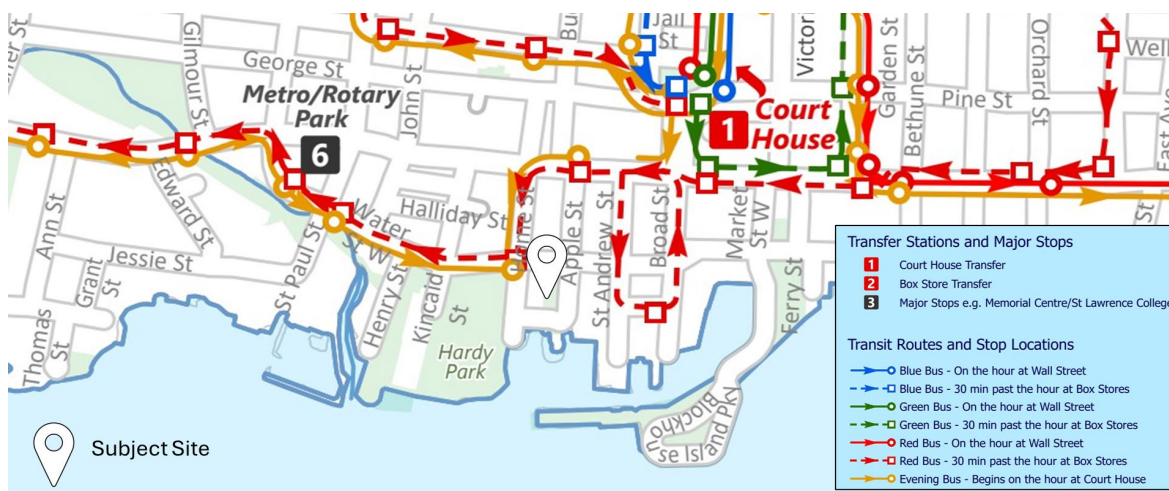 Gilmour St
George St
John St
Jail
St
Victor
Garden St
Bethune St
Pine St
Orchard St
Well
East Ave
St
Metro/Rotary
Park
6
1
Court
House
Edward St
Ann St
Jessie St
Grant
St
Thomas
St
St Paul St
Water
St W
Halliday St
Henry St
Kincaid
St
Home St
Apple St
St Andrew St
Broad St
Market
St W
Ferry St
Hardy
Park
Blockhouse Island Pky
Subject Site
Transfer Stations and Major Stops
1 Court House Transfer
2 Box Store Transfer
3 Major Stops e.g. Memorial Centre/St Lawrence College
Transit Routes and Stop Locations
Blue Bus - On the hour at Wall Street
Blue Bus - 30 min past the hour at Box Stores
Green Bus - On the hour at Wall Street
Green Bus - 30 min past the hour at Box Stores
Red Bus - On the hour at Wall Street
Red Bus - 30 min past the hour at Box Stores
Evening Bus - Begins on the hour at Court House